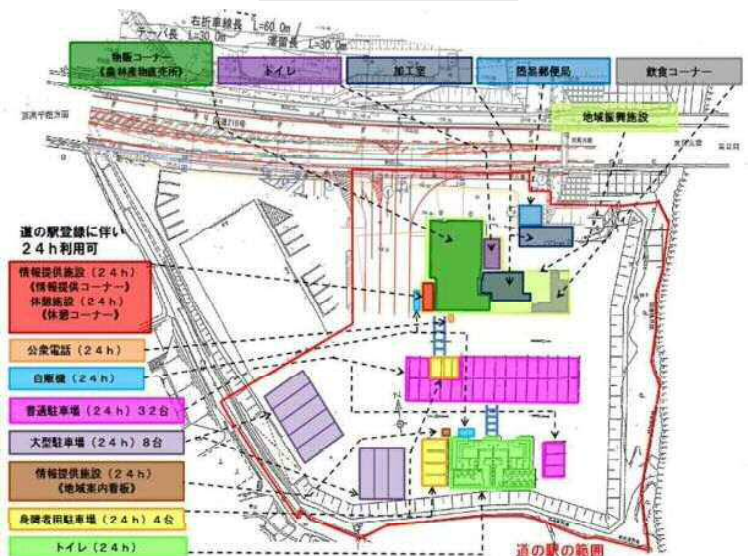 右折車線長 L=60.0m
テーパ長 L=30.0m
滞留長 L=30.0m
物販コーナー
《農林産物直売所》
トイレ
加工室
簡易郵便局
飲食コーナー
地域振興施設
道の駅登録に伴い
24h利用可
情報提供施設(24h)
《情報提供コーナー》
休憩施設(24h)
《休憩コーナー》
公衆電話(24h)
自販機(24h)
普通駐車場(24h)32台
大型駐車場(24h)8台
情報提供施設(24h)
《地域案内看板》
身障者用駐車場(24h)4台
トイレ(24h)
道の駅の範囲